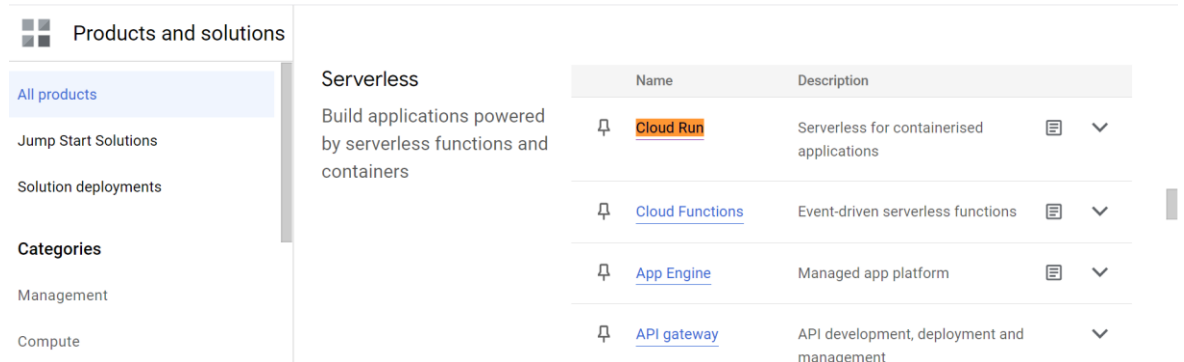 Products and solutions
All products
Jump Start Solutions
Solution deployments
Categories
Management
Compute
Serverless
Build applications powered
by serverless functions and
containers
Name Description
Cloud Run Serverless for containerised
applications
Cloud Functions Event-driven serverless functions
App Engine Managed app platform
API gateway API development, deployment and
management